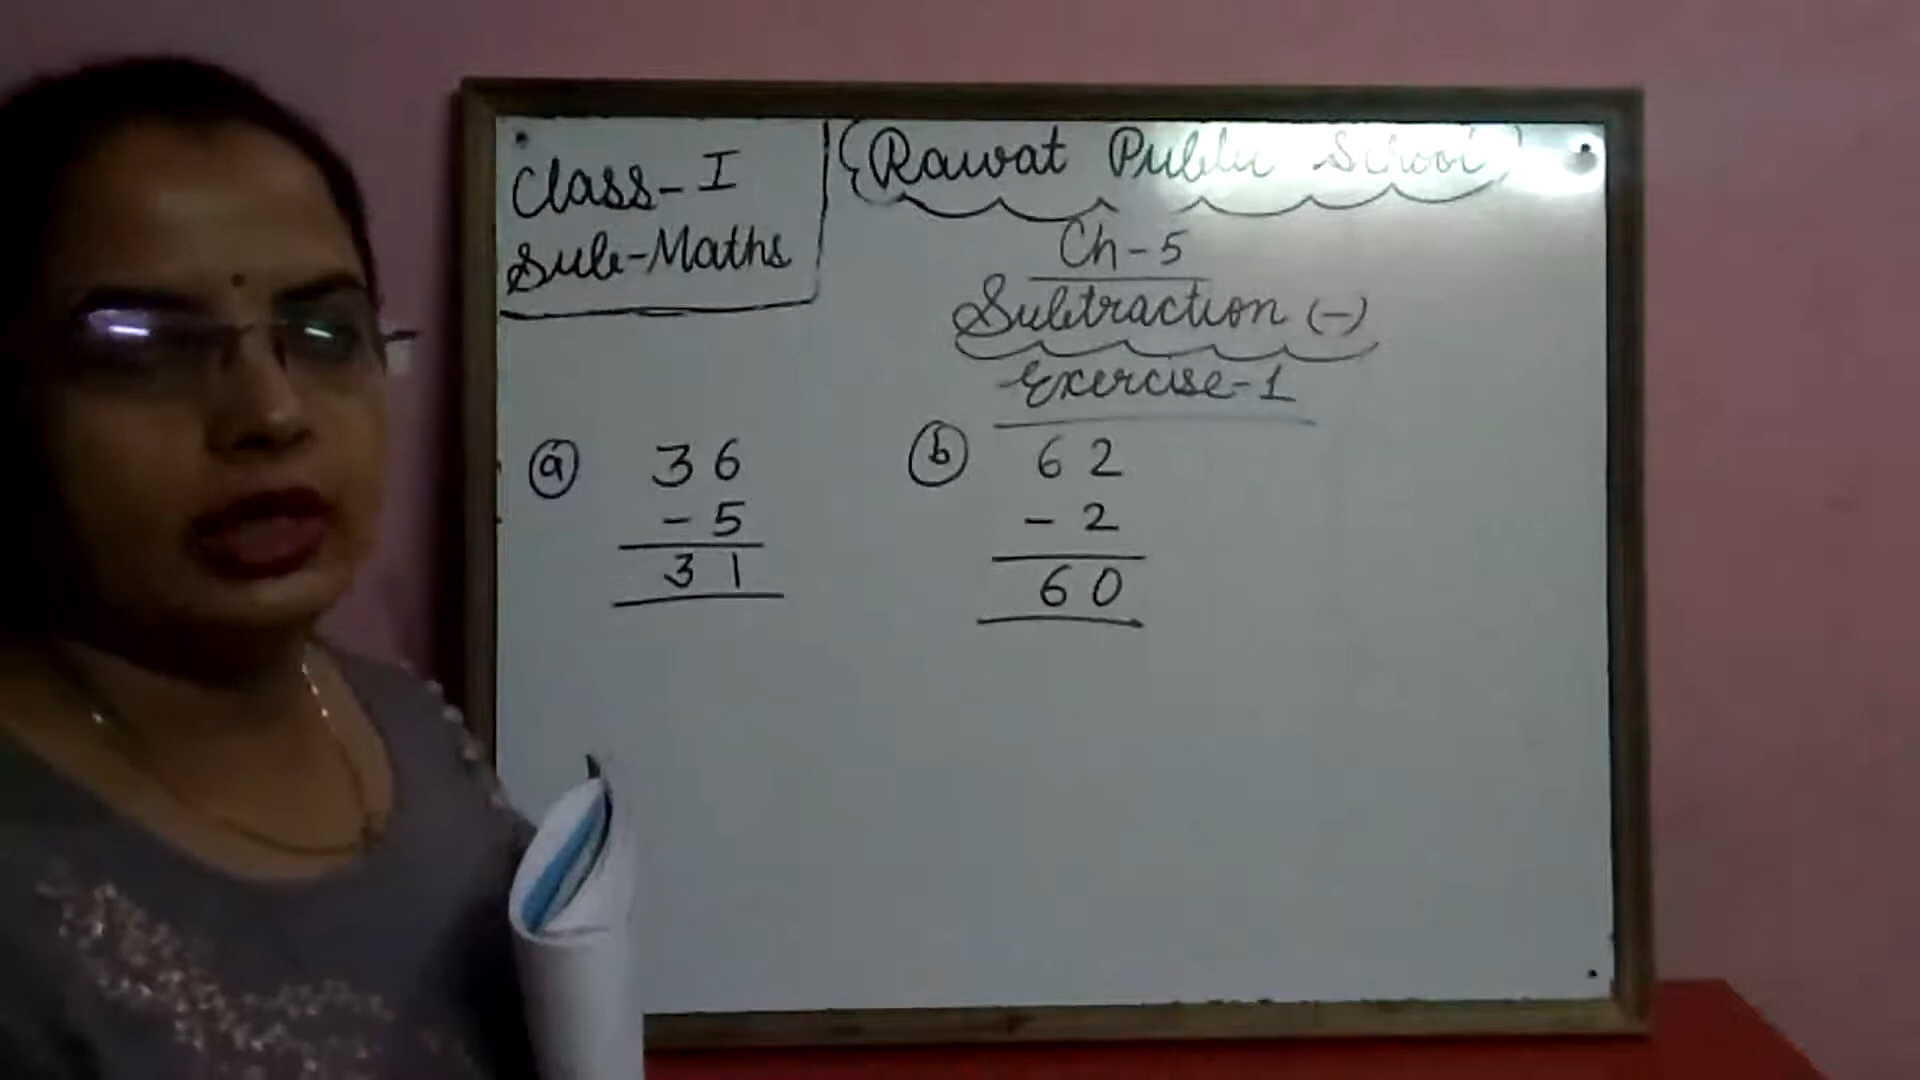 Class-I
Sub-Maths
{Rawat Public School}
Ch-5
Subtraction (-)
Exercise-1
(a) 36
- 5
31
(b) 62
- 2
60